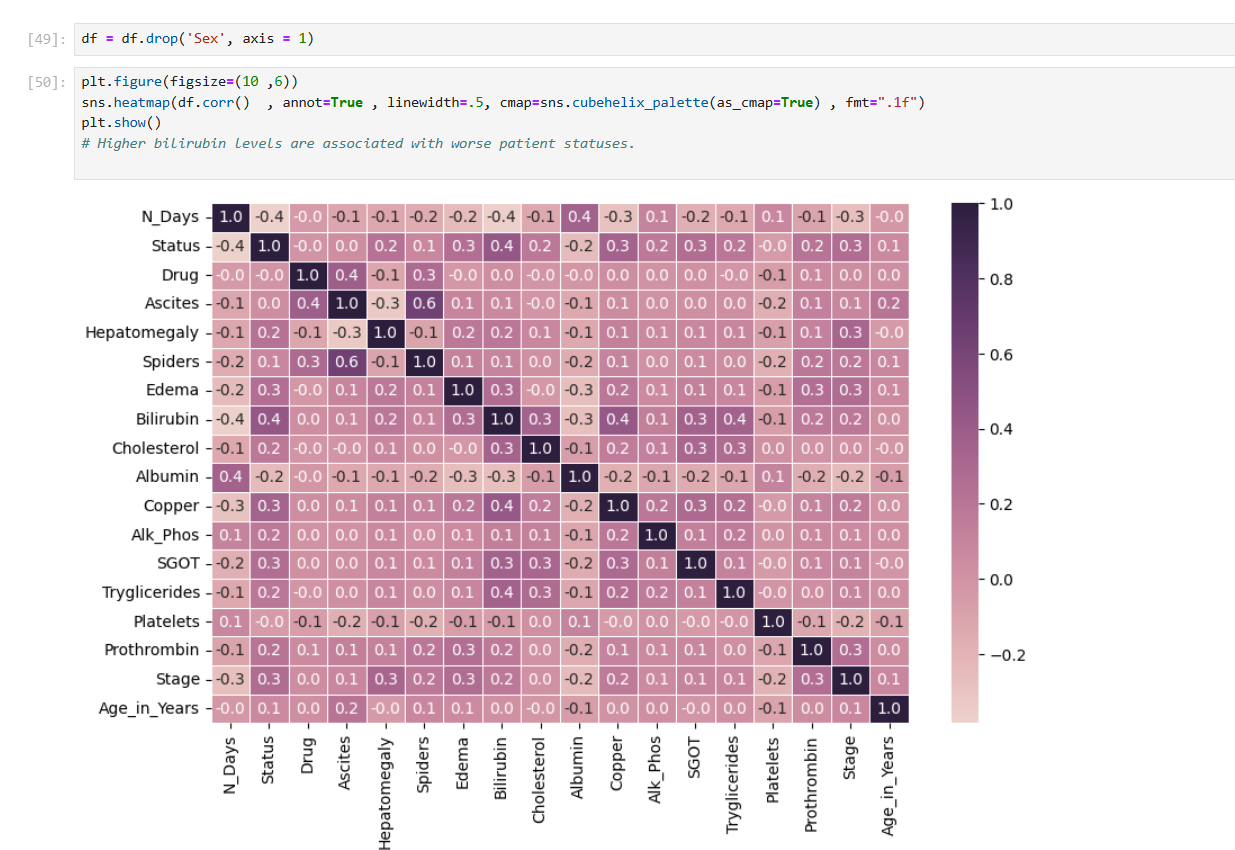 [49]: df = df.drop('Sex', axis = 1)
[50]: plt.figure(figsize=(10 ,6))
sns.heatmap(df.corr()  , annot=True , linewidth=.5, cmap=sns.cubehelix_palette(as_cmap=True) , fmt=".1f")
plt.show()
# Higher bilirubin levels are associated with worse patient statuses.
N_Days 1.0 -0.4 -0.0 -0.1 -0.1 -0.2 -0.2 -0.4 -0.1 0.4 -0.3 0.1 -0.2 -0.1 0.1 -0.1 -0.3 -0.0
Status -0.4 1.0 -0.0 0.0 0.2 0.1 0.3 0.4 0.2 -0.2 0.3 0.2 0.3 0.2 -0.0 0.2 0.3 0.1
Drug -0.0 -0.0 1.0 0.4 -0.1 0.3 -0.0 0.0 -0.0 -0.0 0.0 0.0 0.0 -0.0 -0.1 0.1 0.0 0.0
Ascites -0.1 0.0 0.4 1.0 -0.3 0.6 0.1 0.1 -0.0 -0.1 0.1 0.0 0.0 0.0 -0.2 0.1 0.1 0.2
Hepatomegaly -0.1 0.2 -0.1 -0.3 1.0 -0.1 0.2 0.2 0.1 -0.1 0.1 0.1 0.1 0.1 -0.1 0.1 0.3 -0.0
Spiders -0.2 0.1 0.3 0.6 -0.1 1.0 0.1 0.1 0.0 -0.2 0.1 0.0 0.1 0.0 -0.2 0.2 0.2 0.1
Edema -0.2 0.3 -0.0 0.1 0.2 0.1 1.0 0.3 -0.0 -0.3 0.2 0.1 0.1 0.1 -0.1 0.3 0.3 0.1
Bilirubin -0.4 0.4 0.0 0.1 0.2 0.1 0.3 1.0 0.3 -0.3 0.4 0.1 0.3 0.4 -0.1 0.2 0.2 0.0
Cholesterol -0.1 0.2 -0.0 -0.0 0.1 0.0 -0.0 0.3 1.0 -0.1 0.2 0.1 0.3 0.3 0.0 0.0 0.0 -0.0
Albumin 0.4 -0.2 -0.0 -0.1 -0.1 -0.2 -0.3 -0.3 -0.1 1.0 -0.2 -0.1 -0.2 -0.1 0.1 -0.2 -0.2 -0.1
Copper -0.3 0.3 0.0 0.1 0.1 0.1 0.2 0.4 0.2 -0.2 1.0 0.2 0.3 0.2 -0.0 0.1 0.2 0.0
Alk_Phos 0.1 0.2 0.0 0.0 0.1 0.0 0.1 0.1 0.1 -0.1 0.2 1.0 0.1 0.2 0.0 0.1 0.1 0.0
SGOT -0.2 0.3 0.0 0.0 0.1 0.1 0.1 0.3 0.3 -0.2 0.3 0.1 1.0 0.1 -0.0 0.1 0.1 -0.0
Tryglicerides -0.1 0.2 -0.0 0.0 0.1 0.0 0.1 0.4 0.3 -0.1 0.2 0.2 0.1 1.0 -0.0 0.0 0.1 0.0
Platelets 0.1 -0.0 -0.1 -0.2 -0.1 -0.2 -0.1 -0.1 0.0 0.1 -0.0 0.0 -0.0 -0.0 1.0 -0.1 -0.2 -0.1
Prothrombin -0.1 0.2 0.1 0.1 0.1 0.2 0.3 0.2 0.0 -0.2 0.1 0.1 0.1 0.0 -0.1 1.0 0.3 0.0
Stage -0.3 0.3 0.0 0.1 0.3 0.2 0.3 0.2 0.0 -0.2 0.2 0.1 0.1 0.1 -0.2 0.3 1.0 0.1
Age_in_Years -0.0 0.1 0.0 0.2 -0.0 0.1 0.1 0.0 -0.0 -0.1 0.0 0.0 -0.0 0.0 -0.1 0.0 0.1 1.0
N_Days
Status
Drug
Ascites
Hepatomegaly
Spiders
Edema
Bilirubin
Cholesterol
Albumin
Copper
Alk_Phos
SGOT
Tryglicerides
Platelets
Prothrombin
Stage
Age_in_Years
1.0
0.8
0.6
0.4
0.2
0.0
−0.2